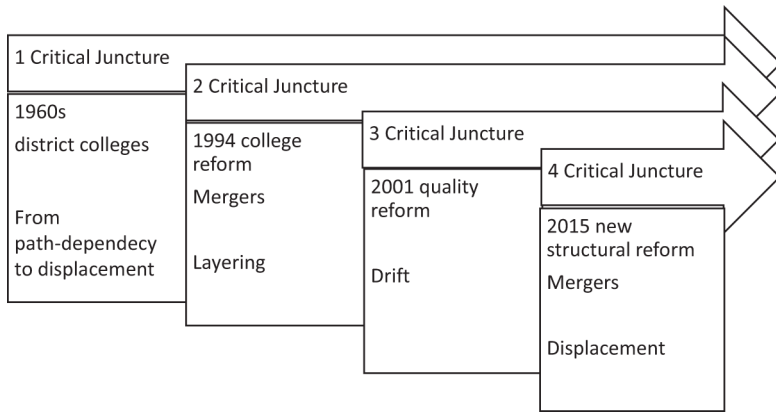 1 Critical Juncture
1960s
district colleges
From
path-dependecy
to displacement
2 Critical Juncture
1994 college
reform
Mergers
Layering
3 Critical Juncture
2001 quality
reform
Drift
4 Critical Juncture
2015 new
structural reform
Mergers
Displacement